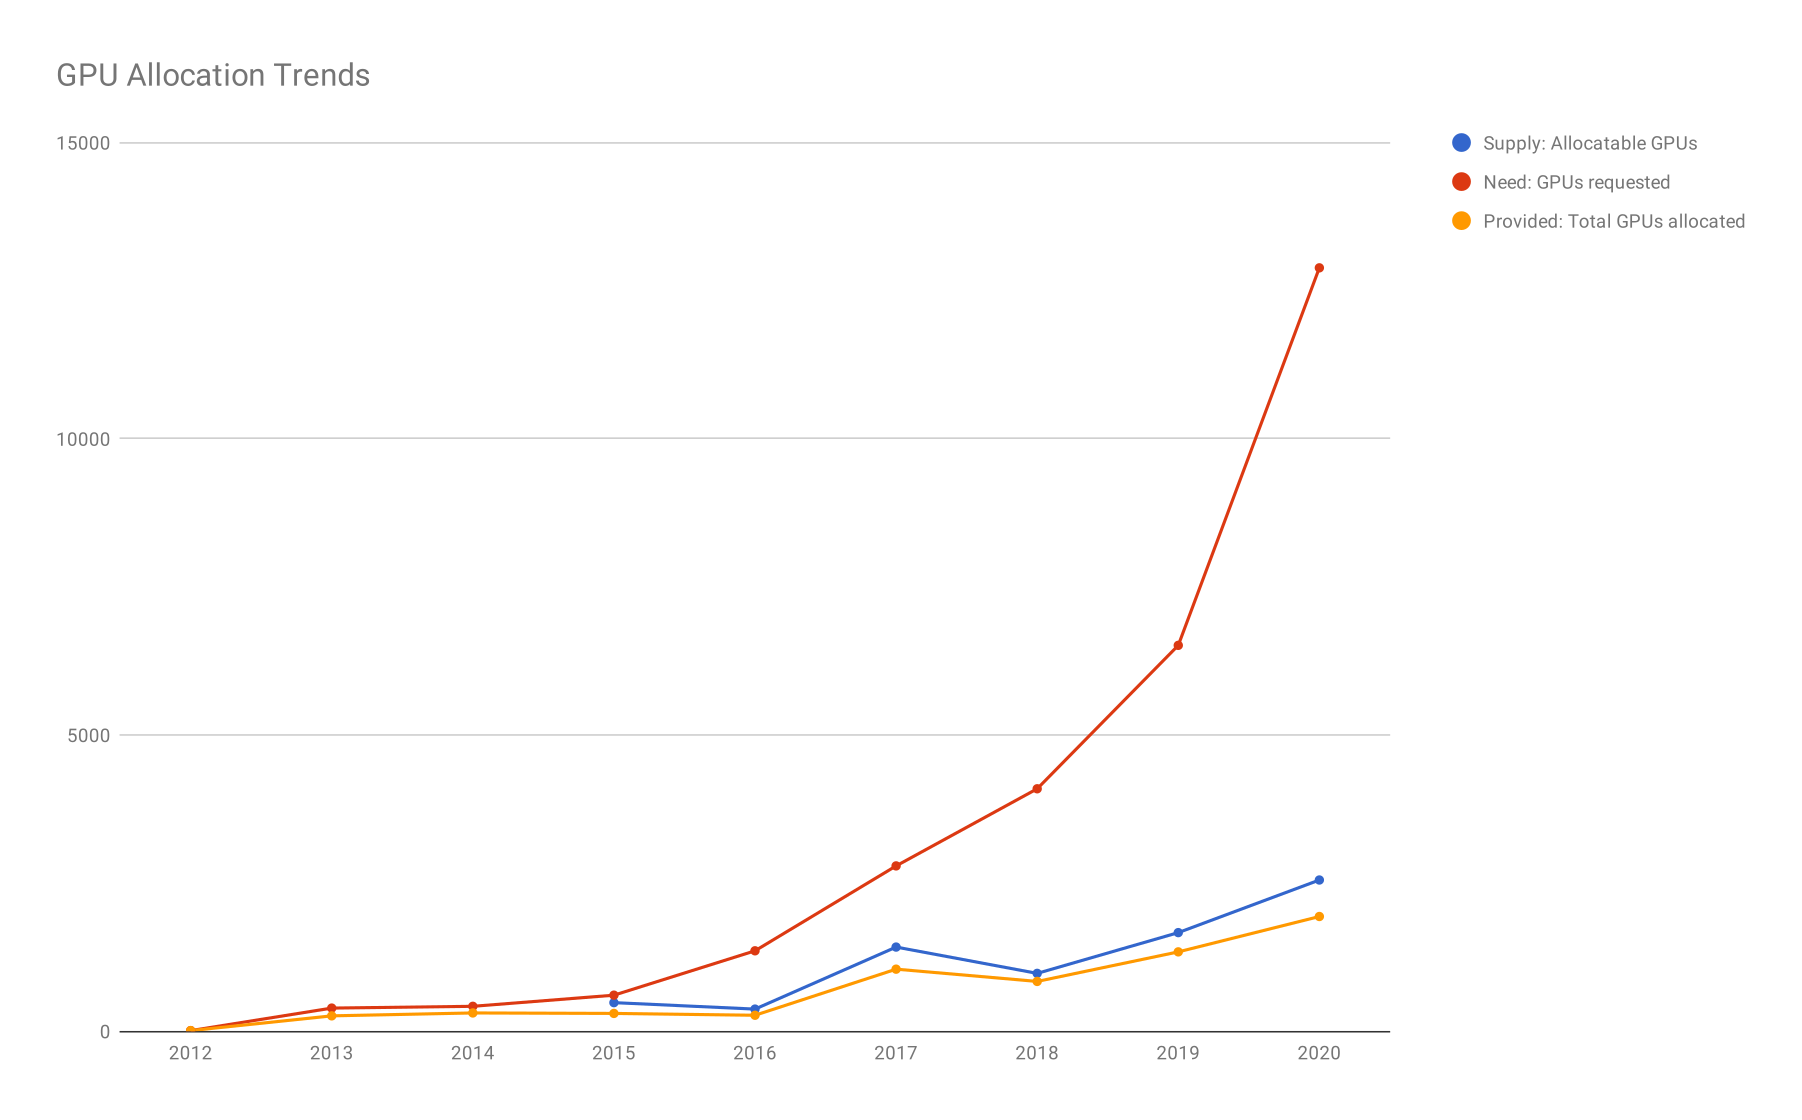 GPU Allocation Trends
15000
10000
5000
0
2012 2013 2014 2015 2016 2017 2018 2019 2020
Supply: Allocatable GPUs
Need: GPUs requested
Provided: Total GPUs allocated